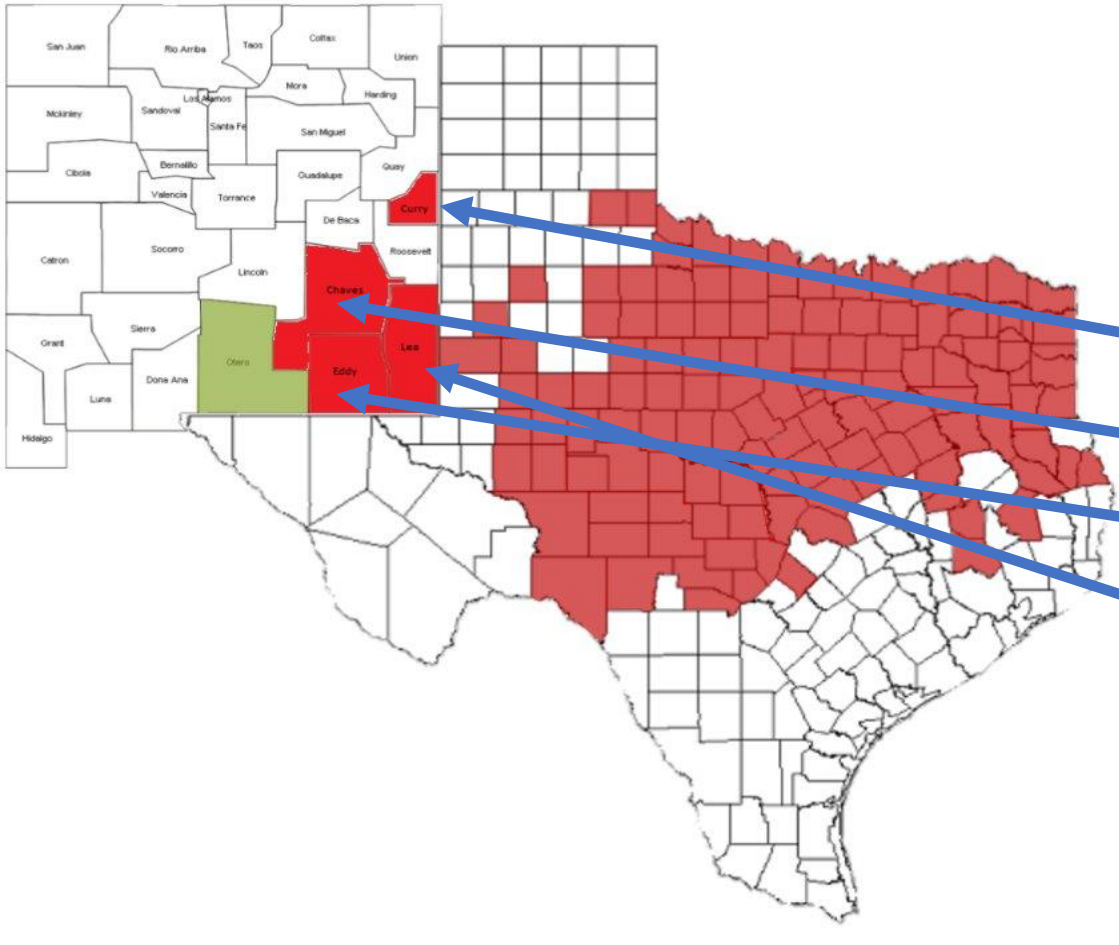 San Juan
Rio Arriba
Taos
Colfax
Union
Mora
Harding
Los Alamos
Mckinley
Sandoval
Santa Fe
San Miguel
Bernalillo
Cibola
Guadalupe
Quay
Valencia
Torrance
Curry
De Baca
Socorro
Roosevelt
Catron
Lincoln
Chaves
Sierra
Grant
Lea
Otero
Eddy
Dona Ana
Luna
Hidalgo